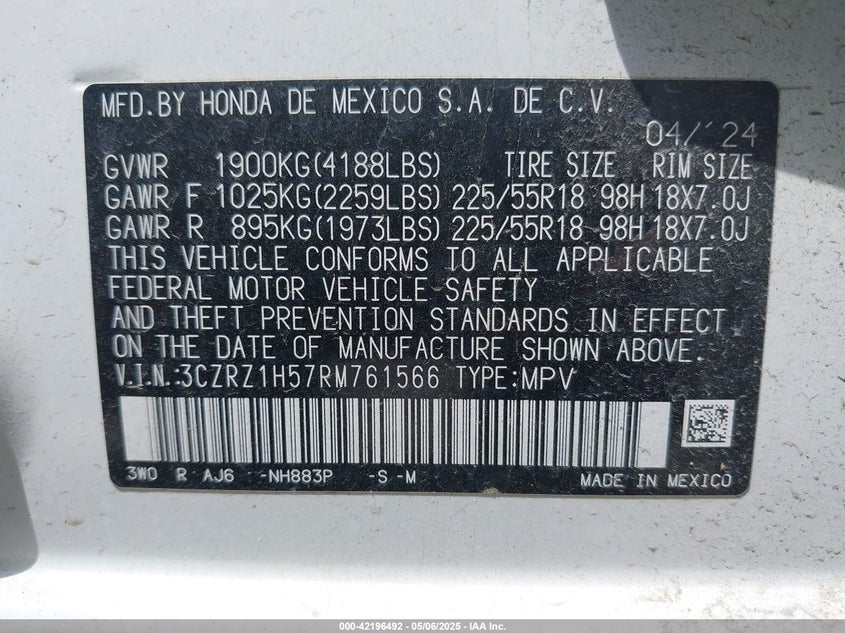 MFD.BY HONDA DE MEXICO S.A. DE C.V.
04/'24
GVWR 1900KG(4188LBS) TIRE SIZE RIM SIZE
GAWR F 1025KG(2259LBS) 225/55R18 98H 18X7.0J
GAWR R 895KG(1973LBS) 225/55R18 98H 18X7.0J
THIS VEHICLE CONFORMS TO ALL APPLICABLE
FEDERAL MOTOR VEHICLE SAFETY
AND THEFT PREVENTION STANDARDS IN EFFECT
ON THE DATE OF MANUFACTURE SHOWN ABOVE.
V.I.N.:3CZRZ1H57RM761566 TYPE:MPV
3W0 R AJ6 -NH883P -S -M MADE IN MEXICO
000-42196492 - 05/06/2025 - IAA Inc.